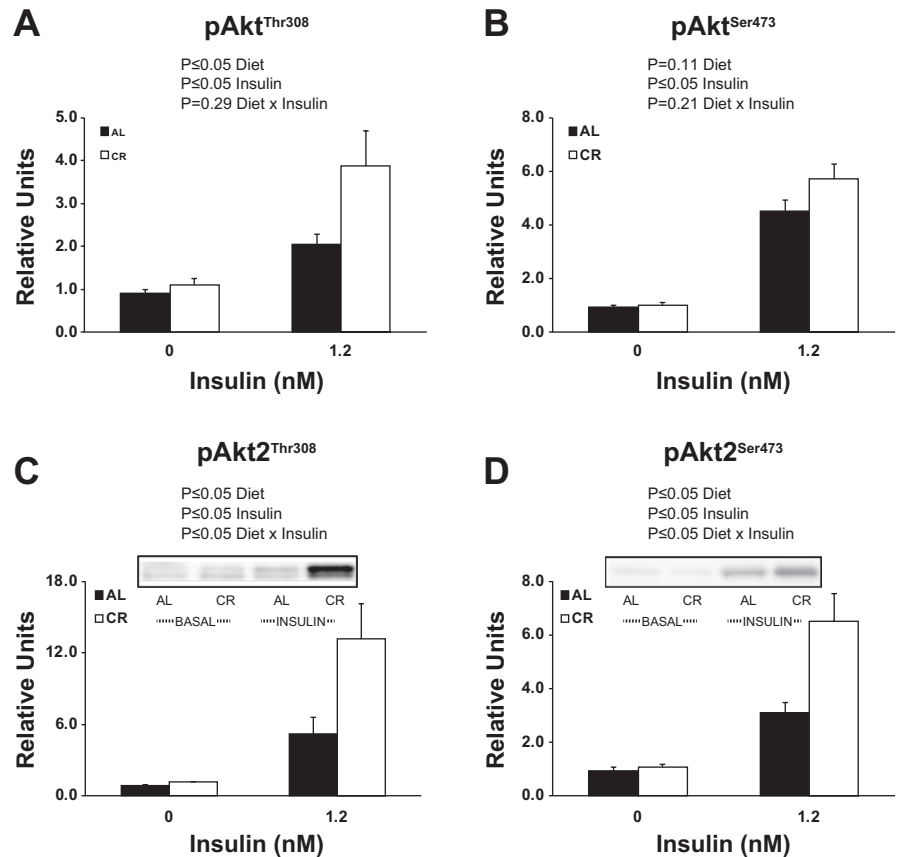 A
pAktThr308
P≤0.05 Diet
P≤0.05 Insulin
P=0.29 Diet x Insulin
AL
CR
Relative Units
5.0
4.0
3.0
2.0
1.0
0.0
0 1.2
Insulin (nM)
B
pAktSer473
P=0.11 Diet
P≤0.05 Insulin
P=0.21 Diet x Insulin
AL
CR
Relative Units
8.0
6.0
4.0
2.0
0.0
0 1.2
Insulin (nM)
C
pAkt2Thr308
P≤0.05 Diet
P≤0.05 Insulin
P≤0.05 Diet x Insulin
AL
CR
AL CR AL CR
BASAL INSULIN
Relative Units
18.0
12.0
6.0
0.0
0 1.2
Insulin (nM)
D
pAkt2Ser473
P≤0.05 Diet
P≤0.05 Insulin
P≤0.05 Diet x Insulin
AL
CR
AL CR AL CR
BASAL INSULIN
Relative Units
8.0
6.0
4.0
2.0
0.0
0 1.2
Insulin (nM)